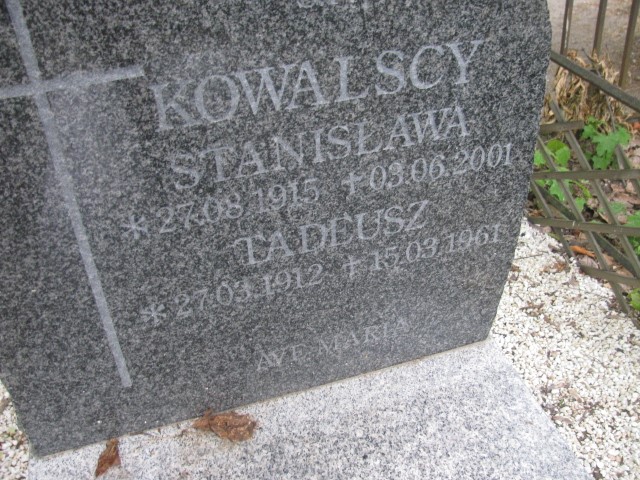 KOWALSCY
STANISŁAWA
* 27.08.1915 +03.06.2001
TADEUSZ
* 27.03.1912 +15.03.1961
AVE MARIA